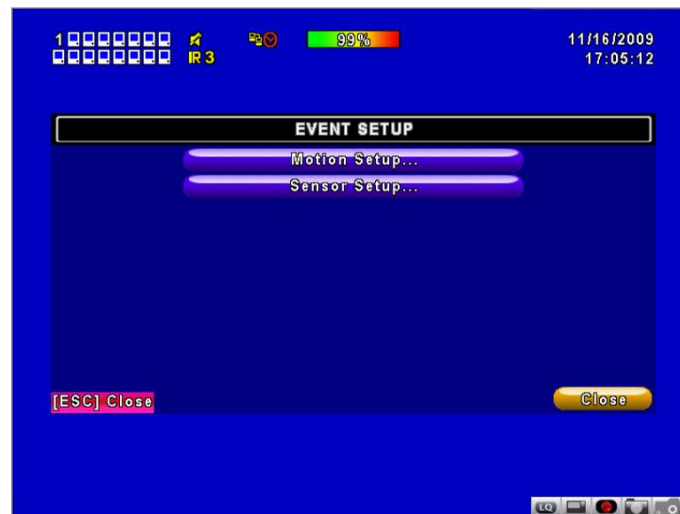 1
IR 3
99%
11/16/2009
17:05:12
EVENT SETUP
Motion Setup...
Sensor Setup...
[ESC] Close
Close
LQ